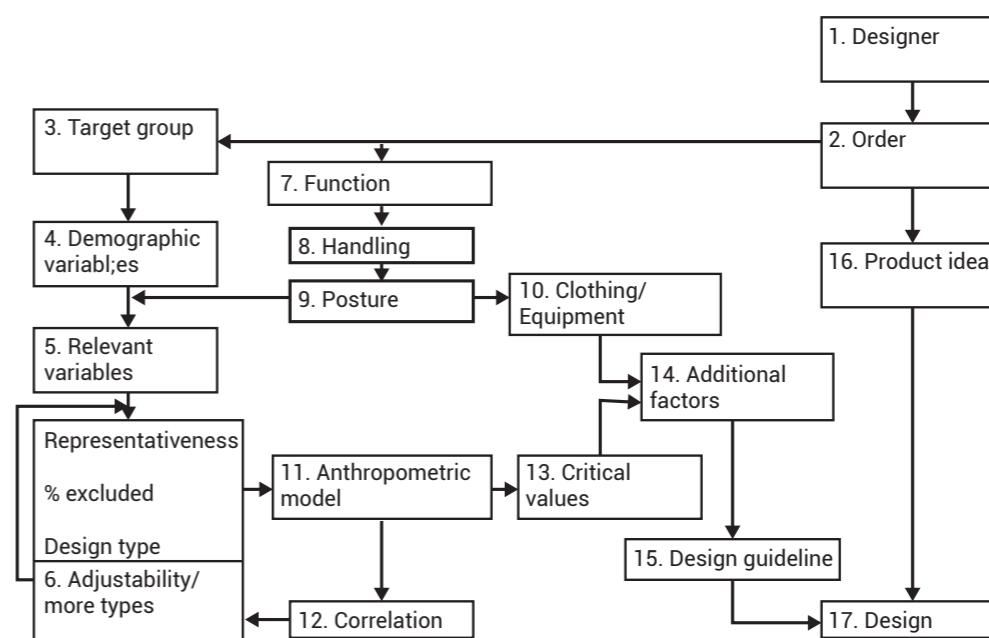 1. Designer
3. Target group
2. Order
7. Function
4. Demographic
variabl;es
8. Handling
16. Product idea
9. Posture
10. Clothing/
Equipment
5. Relevant
variables
14. Additional
factors
Representativeness
% excluded
Design type
11. Anthropometric
model
13. Critical
values
15. Design guideline
6. Adjustability/
more types
12. Correlation
17. Design